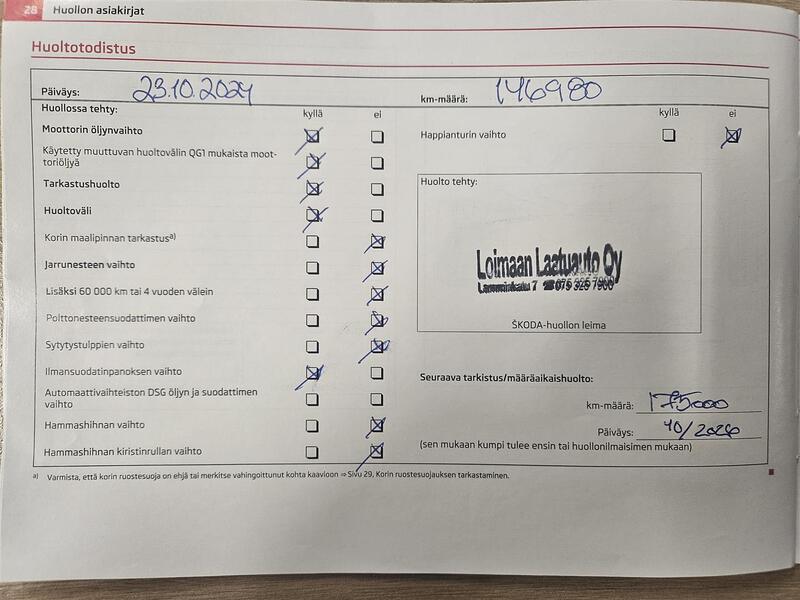 28 Huollon asiakirjat
Huoltotodistus
Päiväys: 23.10.2024
km-määrä: 146980
Huollossa tehty: kyllä ei
kyllä ei
Moottorin öljynvaihto
Happianturin vaihto
Käytetty muuttuvan huoltovälin QG1 mukaista moot-
toriöljyä
Tarkastushuolto
Huoltoväli
Korin maalipinnan tarkastus a)
Jarrunesteen vaihto
Lisäksi 60 000 km tai 4 vuoden välein
Polttonesteensuodattimen vaihto
Sytytystulppien vaihto
Ilmansuodatinpanoksen vaihto
Automaattivaihteiston DSG öljyn ja suodattimen
vaihto
Hammashihnan vaihto
Hammashihnan kiristinrullan vaihto
Huolto tehty:
Loimaan Laatuauto Oy
Lamminkatu 7
ŠKODA-huollon leima
Seuraava tarkistus/määräaikaishuolto:
km-määrä: 175000
Päiväys: 10/2026
(sen mukaan kumpi tulee ensin tai huollonilmaisimen mukaan)
a) Varmista, että korin ruostesuoja on ehjä tai merkitse vahingoittunut kohta kaavioon ⇒ Sivu 29, Korin ruostesuojauksen tarkastaminen.